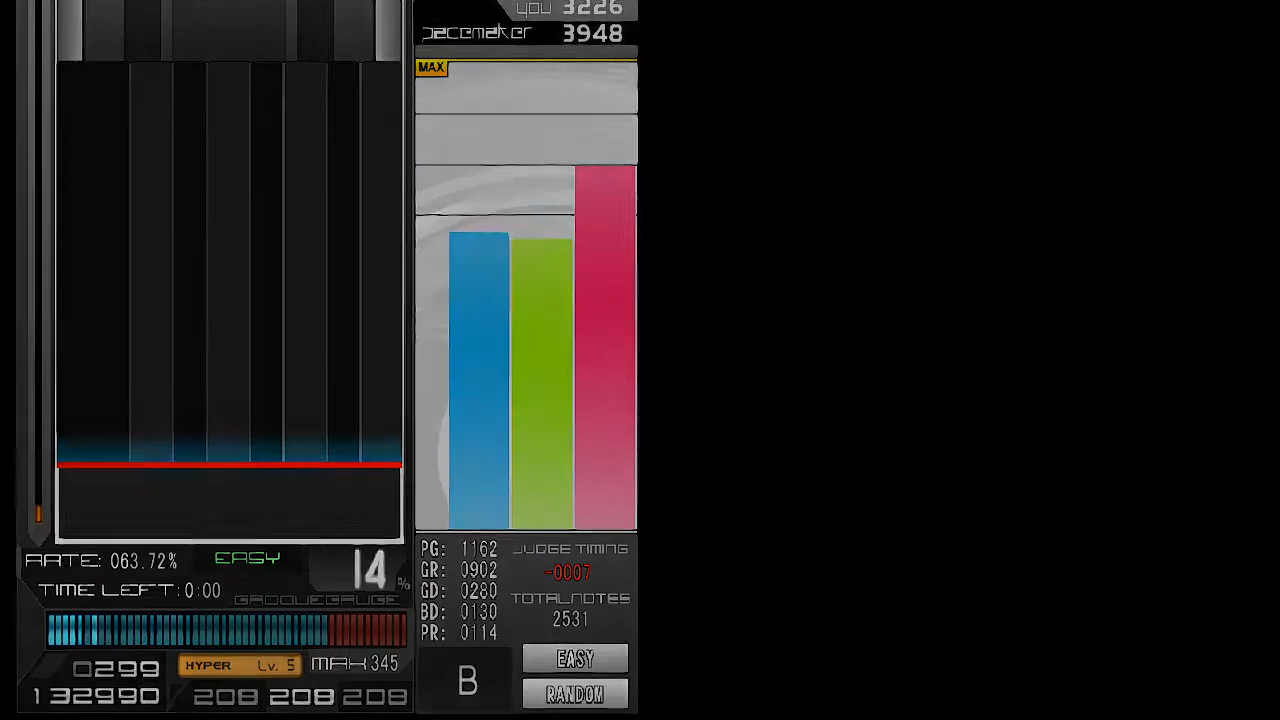 you 3226
pacemaker 3948
MAX
RATE: 063.72% EASY 14%
TIME LEFT: 0:00
GROOVEGAUGE
0299 HYPER Lv. 5 MAX 345
132990 208 208 208
PG: 1162 JUDGE TIMING
GR: 0902 -0007
GD: 0280 TOTALNOTES
BD: 0130 2531
PR: 0114
B EASY
RANDOM